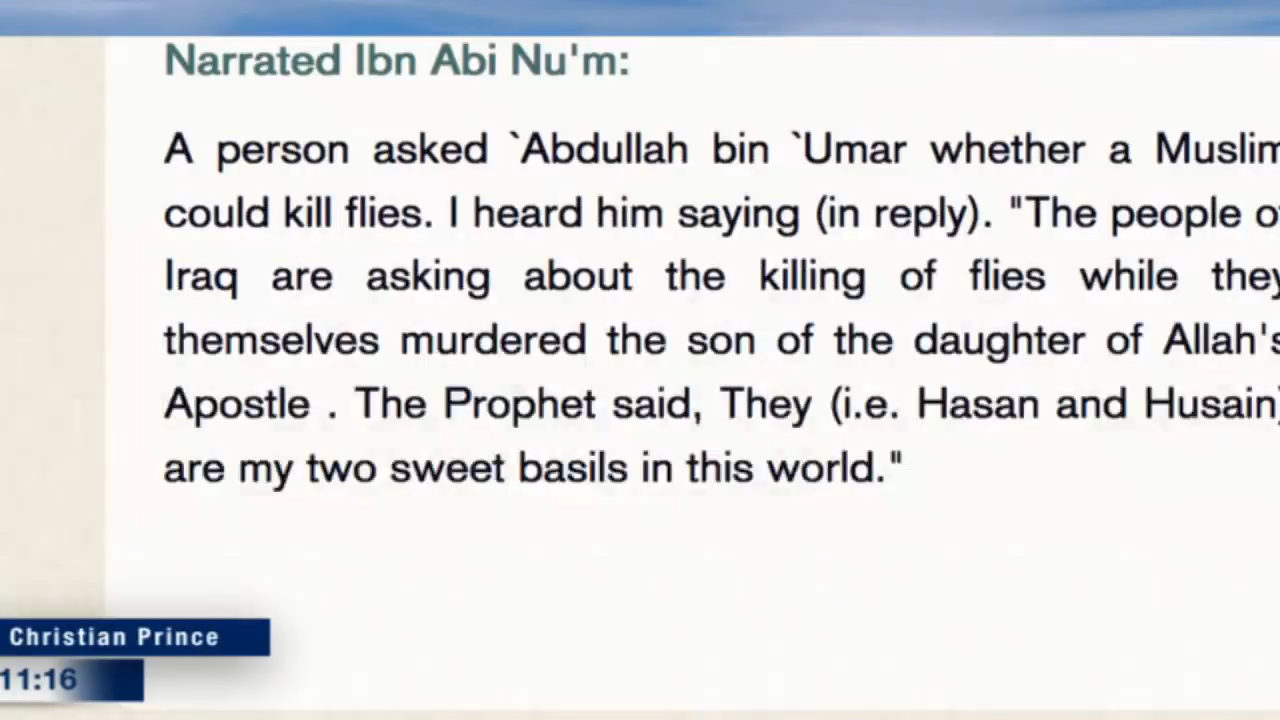 Narrated Ibn Abi Nu'm:
A person asked `Abdullah bin `Umar whether a Muslim
could kill flies. I heard him saying (in reply). "The people of
Iraq are asking about the killing of flies while they
themselves murdered the son of the daughter of Allah's
Apostle . The Prophet said, They (i.e. Hasan and Husain)
are my two sweet basils in this world."
Christian Prince
11:16